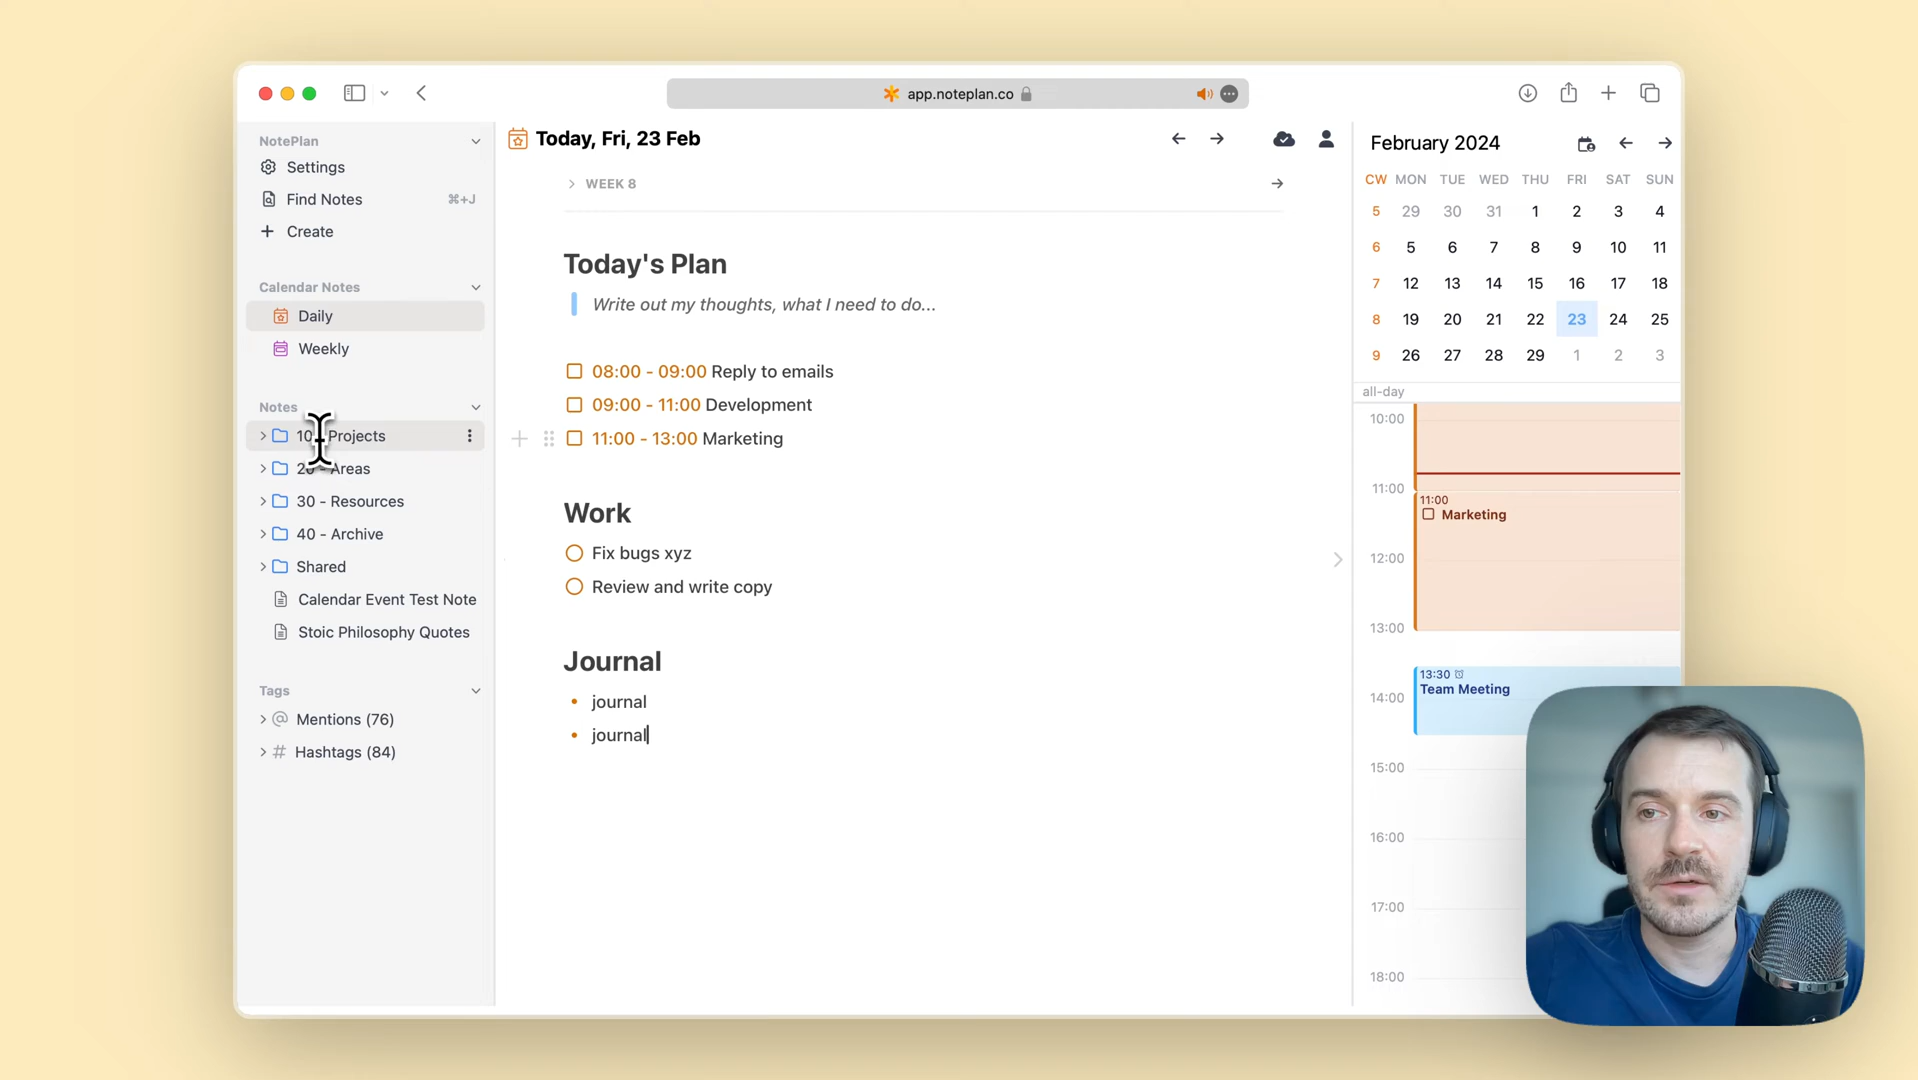 app.noteplan.co
NotePlan
Settings
Find Notes ⌘+J
Create
Calendar Notes
Daily
Weekly
Notes
10 - Projects
20 - Areas
30 - Resources
40 - Archive
Shared
Calendar Event Test Note
Stoic Philosophy Quotes
Tags
Mentions (76)
Hashtags (84)
Today, Fri, 23 Feb
WEEK 8
Today's Plan
Write out my thoughts, what I need to do...
08:00 - 09:00 Reply to emails
09:00 - 11:00 Development
11:00 - 13:00 Marketing
Work
Fix bugs xyz
Review and write copy
Journal
journal
journal
February 2024
CW MON TUE WED THU FRI SAT SUN
5 29 30 31 1 2 3 4
6 5 6 7 8 9 10 11
7 12 13 14 15 16 17 18
8 19 20 21 22 23 24 25
9 26 27 28 29 1 2 3
all-day
10:00
11:00
11:00
Marketing
12:00
13:00
13:30
Team Meeting
14:00
15:00
16:00
17:00
18:00